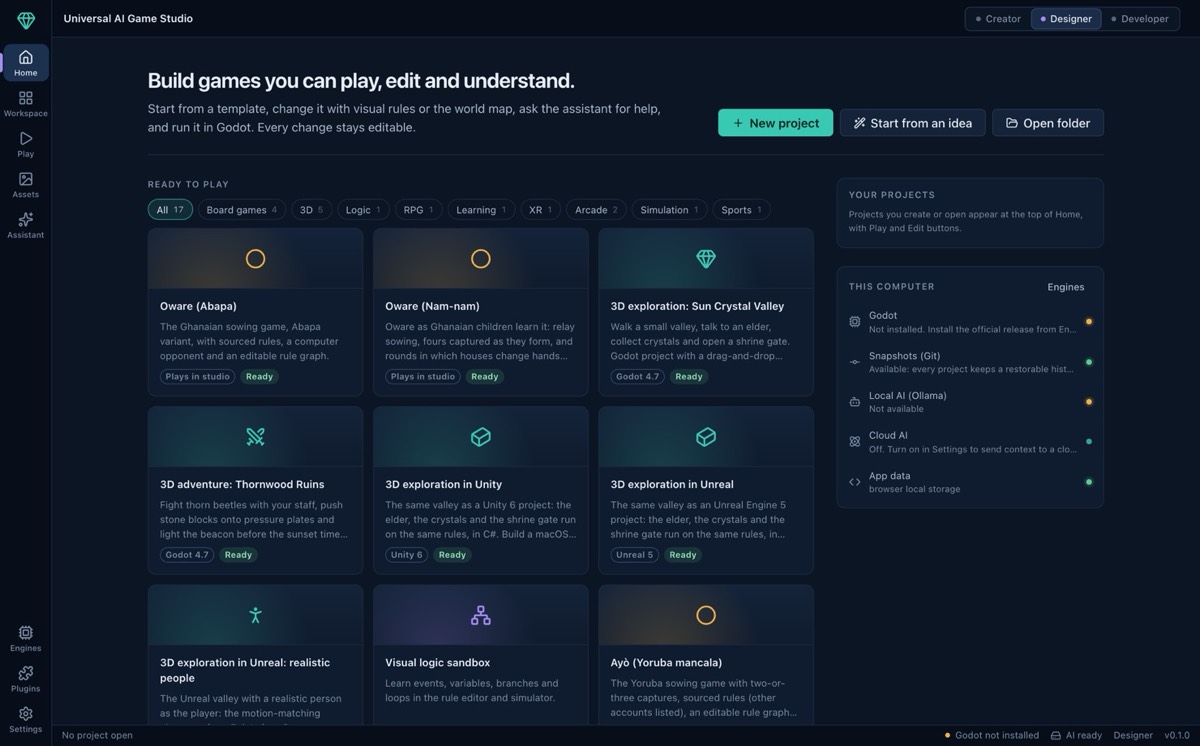 Universal AI Game Studio
Creator
Designer
Developer
Home
Workspace
Play
Assets
Assistant
Engines
Plugins
Settings
Build games you can play, edit and understand.
Start from a template, change it with visual rules or the world map, ask the assistant for help,
and run it in Godot. Every change stays editable.
New project
Start from an idea
Open folder
READY TO PLAY
All 17
Board games 4
3D 5
Logic 1
RPG 1
Learning 1
XR 1
Arcade 2
Simulation 1
Sports 1
Oware (Abapa)
The Ghanaian sowing game, Abapa
variant, with sourced rules, a computer
opponent and an editable rule graph.
Plays in studio
Ready
Oware (Nam-nam)
Oware as Ghanaian children learn it: relay
sowing, fours captured as they form, and
rounds in which houses change hands...
Plays in studio
Ready
3D exploration: Sun Crystal Valley
Walk a small valley, talk to an elder,
collect crystals and open a shrine gate.
Godot project with a drag-and-drop...
Godot 4.7
Ready
3D adventure: Thornwood Ruins
Fight thorn beetles with your staff, push
stone blocks onto pressure plates and
light the beacon before the sunset time...
Godot 4.7
Ready
3D exploration in Unity
The same valley as a Unity 6 project: the
elder, the crystals and the shrine gate run
on the same rules, in C#. Build a macOS...
Unity 6
Ready
3D exploration in Unreal
The same valley as an Unreal Engine 5
project: the elder, the crystals and the
shrine gate run on the same rules, in...
Unreal 5
Ready
3D exploration in Unreal: realistic
people
The Unreal valley with a realistic person
as the player: the motion-matching
Visual logic sandbox
Learn events, variables, branches and
loops in the rule editor and simulator.
Ayò (Yoruba mancala)
The Yoruba sowing game with two-or-
three captures, sourced rules (other
accounts listed), an editable rule graph...
YOUR PROJECTS
Projects you create or open appear at the top of Home,
with Play and Edit buttons.
THIS COMPUTER
Engines
Godot
Not installed. Install the official release from En...
Snapshots (Git)
Available: every project keeps a restorable hist...
Local AI (Ollama)
Not available
Cloud AI
Off. Turn on in Settings to send context to a clo...
App data
browser local storage
No project open
Godot not installed
AI ready
Designer
v0.1.0